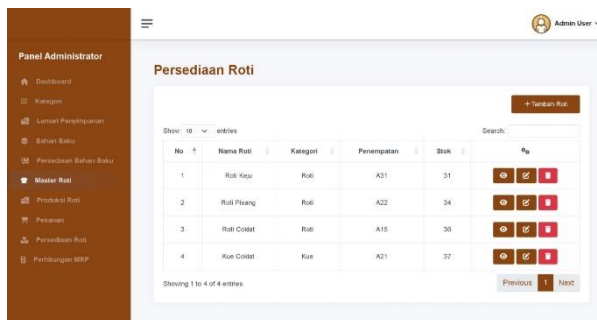 Admin User
Panel Administrator
Dashboard
Kategori
Lemari Penyimpanan
Bahan Baku
Persediaan Bahan Baku
Master Roti
Produksi Roti
Pesanan
Persediaan Roti
Perhitungan MRP
Persediaan Roti
+Tambah Roti
Show 10 entries
Search:
No Nama Roti Kategori Penempatan Stok
1 Roti Keju Roti A31 31
2 Roti Pisang Roti A22 34
3 Roti Coklat Roti A15 36
4 Kue Coklat Kue A21 37
Showing 1 to 4 of 4 entries
Previous 1 Next